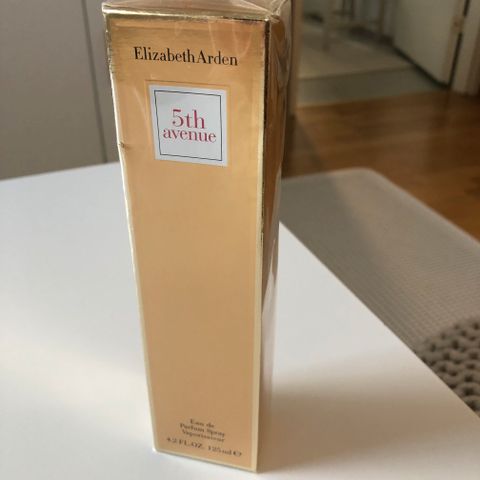 Elizabeth Arden
5th
avenue
Eau de
Parfum Spray
Vaporisateur
4.2 FL.OZ. 125 ml ℮